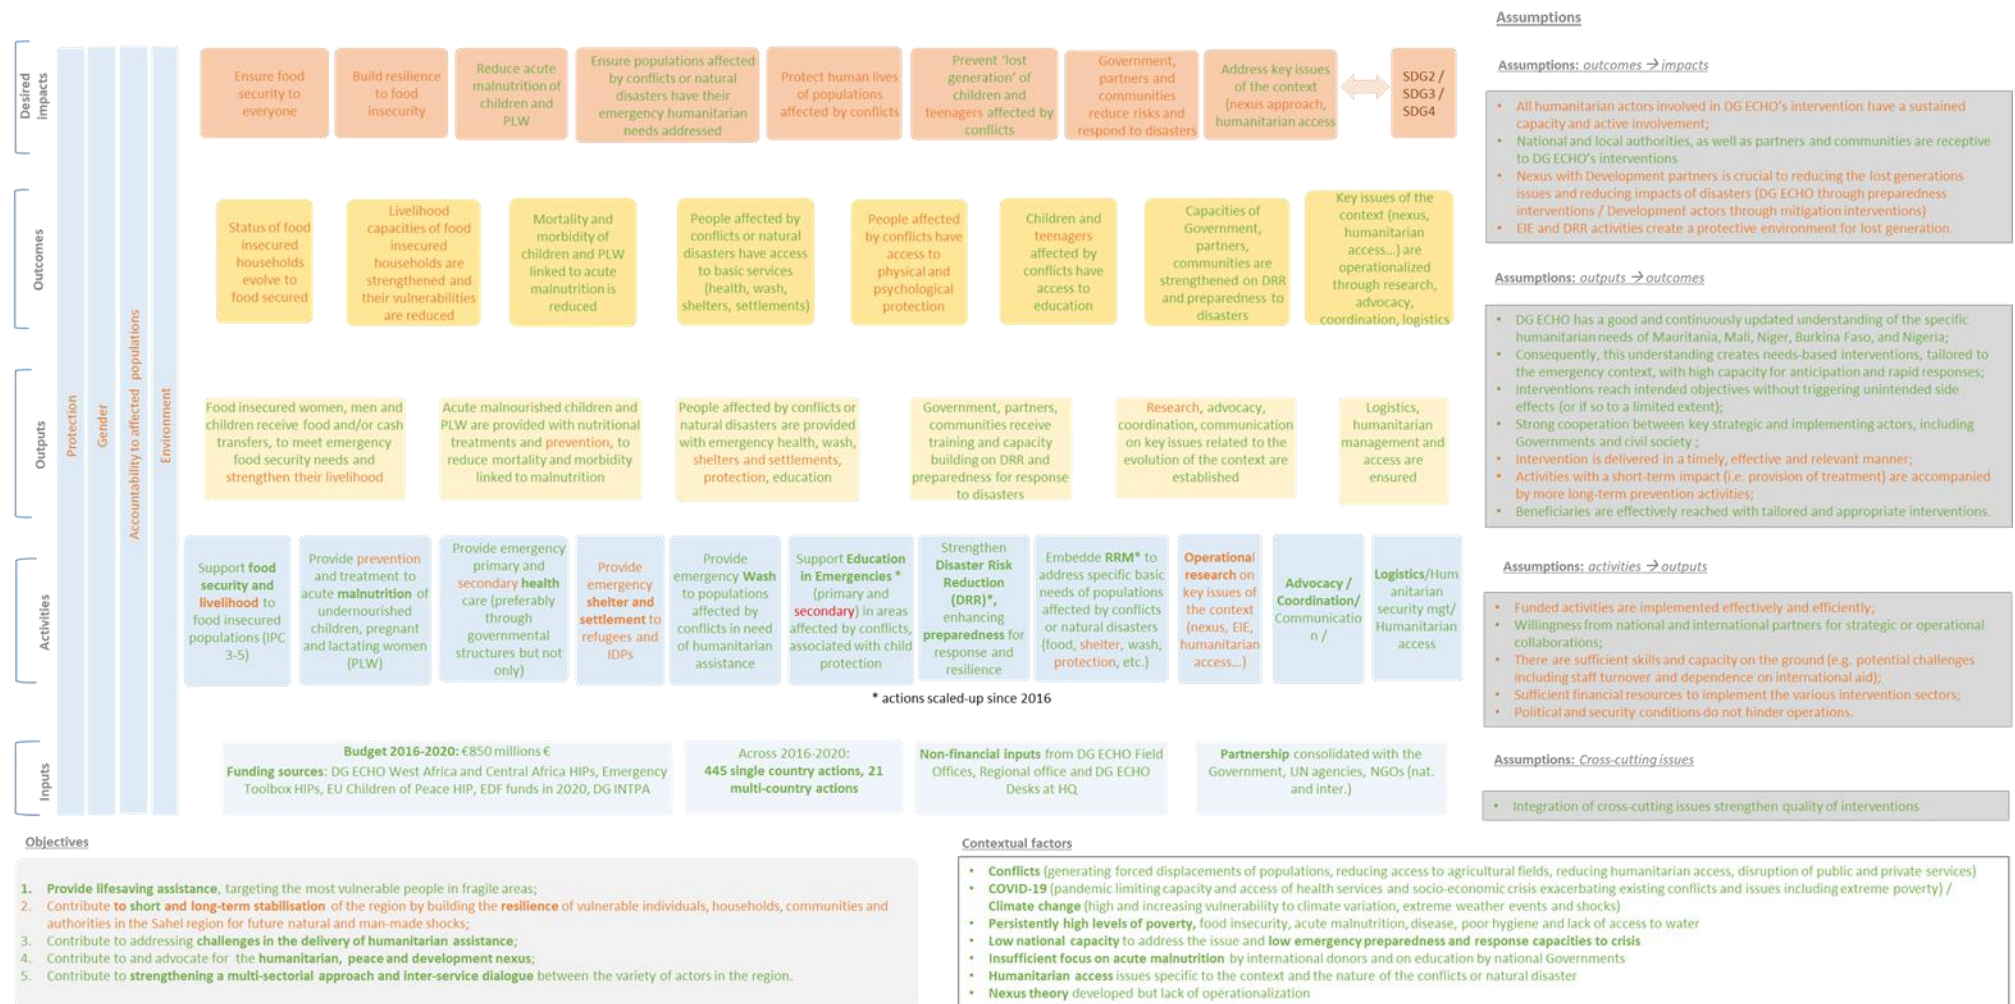 Desired
impacts
Outcomes
Outputs
Activities
Inputs
Protection
Gender
Accountability to affected populations
Environment
Ensure food
security to
everyone
Build resilience
to food
insecurity
Reduce acute
malnutrition of
children and
PLW
Ensure populations affected
by conflicts or natural
disasters have their
emergency humanitarian
needs addressed
Protect human lives
of populations
affected by conflicts
Prevent 'lost
generation' of
children and
teenagers affected by
conflicts
Government,
partners and
communities
reduce risks and
respond to disasters
Address key issues
of the context
(nexus approach,
humanitarian access
SDG2 /
SDG3 /
SDG4
Status of food
insecured
households
evolve to
food secured
Livelihood
capacities of food
insecured
households are
strengthened and
their vulnerabilities
are reduced
Mortality and
morbidity of
children and PLW
linked to acute
malnutrition is
reduced
People affected by
conflicts or natural
disasters have access
to basic services
(health, wash,
shelters, settlements)
People affected
by conflicts have
access to
physical and
psychological
protection
Children and
teenagers
affected by
conflicts have
access to
education
Capacities of
Government,
partners,
communities are
strengthened on DRR
and preparedness to
disasters
Key issues of the
context (nexus,
humanitarian
access...) are
operationalized
through research,
advocacy,
coordination, logistics
Food insecured women, men and
children receive food and/or cash
transfers, to meet emergency
food security needs and
strengthen their livelihood
Acute malnourished children and
PLW are provided with nutritional
treatments and prevention, to
reduce mortality and morbidity
linked to malnutrition
People affected by conflicts or
natural disasters are provided
with emergency health, wash,
shelters and settlements,
protection, education
Government, partners,
communities receive
training and capacity
building on DRR and
preparedness for response
to disasters
Research, advocacy,
coordination, communication
on key issues related to the
evolution of the context are
established
Logistics,
humanitarian
management and
access are
ensured
Support food
security and
livelihood to
food insecured
populations (IPC
3-5)
Provide prevention
and treatment to
acute malnutrition of
undernourished
children, pregnant
and lactating women
(PLW)
Provide emergency
primary and
secondary health
care (preferably
through
governmental
structures but not
only)
Provide
emergency
shelter and
settlement to
refugees and
IDPs
Provide
emergency Wash
to populations
affected by
conflicts in need
of humanitarian
assistance
Support Education
in Emergencies *
(primary and
secondary) in areas
affected by conflicts,
associated with child
protection
Strengthen
Disaster Risk
Reduction
(DRR)*,
enhancing
preparedness for
response and
resilience
Embedde RRM* to
address specific basic
needs of populations
affected by conflicts
or natural disasters
(food, shelter, wash,
protection, etc.)
Operational
research on
key issues of
the context
(nexus, EIE,
humanitarian
access...)
Advocacy /
Coordination/
Communicatio
n /
Logistics/Hum
anitarian
security mgt/
Humanitarian
access
* actions scaled-up since 2016
Budget 2016-2020: €850 millions €
Funding sources: DG ECHO West Africa and Central Africa HIPs, Emergency
Toolbox HIPs, EU Children of Peace HIP, EDF funds in 2020, DG INTPA
Across 2016-2020:
445 single country actions, 21
multi-country actions
Non-financial inputs from DG ECHO Field
Offices, Regional office and DG ECHO
Desks at HQ
Partnership consolidated with the
Government, UN agencies, NGOs (nat.
and inter.)
Assumptions
Assumptions: outcomes → impacts
• All humanitarian actors involved in DG ECHO's intervention have a sustained
capacity and active involvement;
• National and local authorities, as well as partners and communities are receptive
to DG ECHO's interventions
• Nexus with Development partners is crucial to reducing the lost generations
issues and reducing impacts of disasters (DG ECHO through preparedness
interventions / Development actors through mitigation interventions)
• EIE and DRR activities create a protective environment for lost generation.
Assumptions: outputs → outcomes
• DG ECHO has a good and continuously updated understanding of the specific
humanitarian needs of Mauritania, Mali, Niger, Burkina Faso, and Nigeria;
• Consequently, this understanding creates needs-based interventions, tailored to
the emergency context, with high capacity for anticipation and rapid responses;
• Interventions reach intended objectives without triggering unintended side
effects (or if so to a limited extent);
• Strong cooperation between key strategic and implementing actors, including
Governments and civil society ;
• Intervention is delivered in a timely, effective and relevant manner;
• Activities with a short-term impact (i.e. provision of treatment) are accompanied
by more long-term prevention activities;
• Beneficiaries are effectively reached with tailored and appropriate interventions.
Assumptions: activities → outputs
• Funded activities are implemented effectively and efficiently;
• Willingness from national and international partners for strategic or operational
collaborations;
• There are sufficient skills and capacity on the ground (e.g. potential challenges
including staff turnover and dependence on international aid);
• Sufficient financial resources to implement the various intervention sectors;
• Political and security conditions do not hinder operations.
Assumptions: Cross-cutting issues
• Integration of cross-cutting issues strengthen quality of interventions
Objectives
1. Provide lifesaving assistance, targeting the most vulnerable people in fragile areas;
2. Contribute to short and long-term stabilisation of the region by building the resilience of vulnerable individuals, households, communities and
authorities in the Sahel region for future natural and man-made shocks;
3. Contribute to addressing challenges in the delivery of humanitarian assistance;
4. Contribute to and advocate for the humanitarian, peace and development nexus;
5. Contribute to strengthening a multi-sectorial approach and inter-service dialogue between the variety of actors in the region.
Contextual factors
• Conflicts (generating forced displacements of populations, reducing access to agricultural fields, reducing humanitarian access, disruption of public and private services)
• COVID-19 (pandemic limiting capacity and access of health services and socio-economic crisis exacerbating existing conflicts and issues including extreme poverty) /
Climate change (high and increasing vulnerability to climate variation, extreme weather events and shocks)
• Persistently high levels of poverty, food insecurity, acute malnutrition, disease, poor hygiene and lack of access to water
• Low national capacity to address the issue and low emergency preparedness and response capacities to crisis
• Insufficient focus on acute malnutrition by international donors and on education by national Governments
• Humanitarian access issues specific to the context and the nature of the conflicts or natural disaster
• Nexus theory developed but lack of operationalization